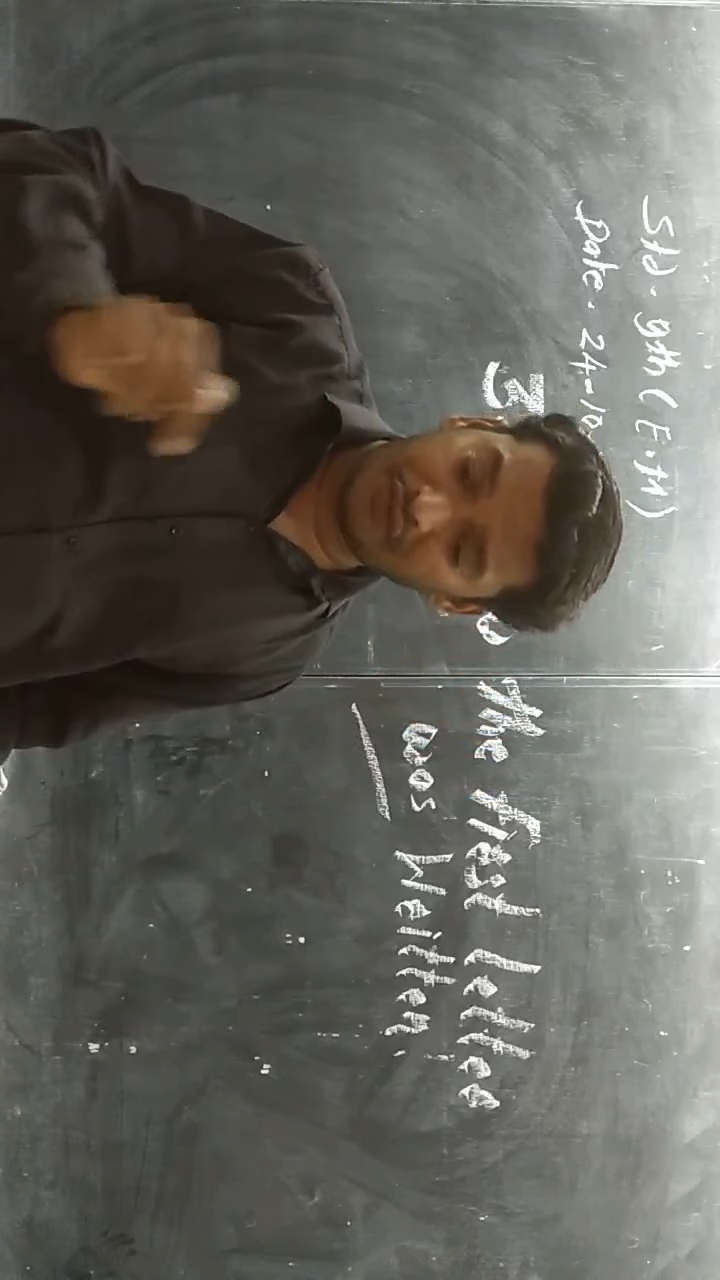 Std. 9th (E.M)
Date. 24-10
3.
The First Letter
was Written